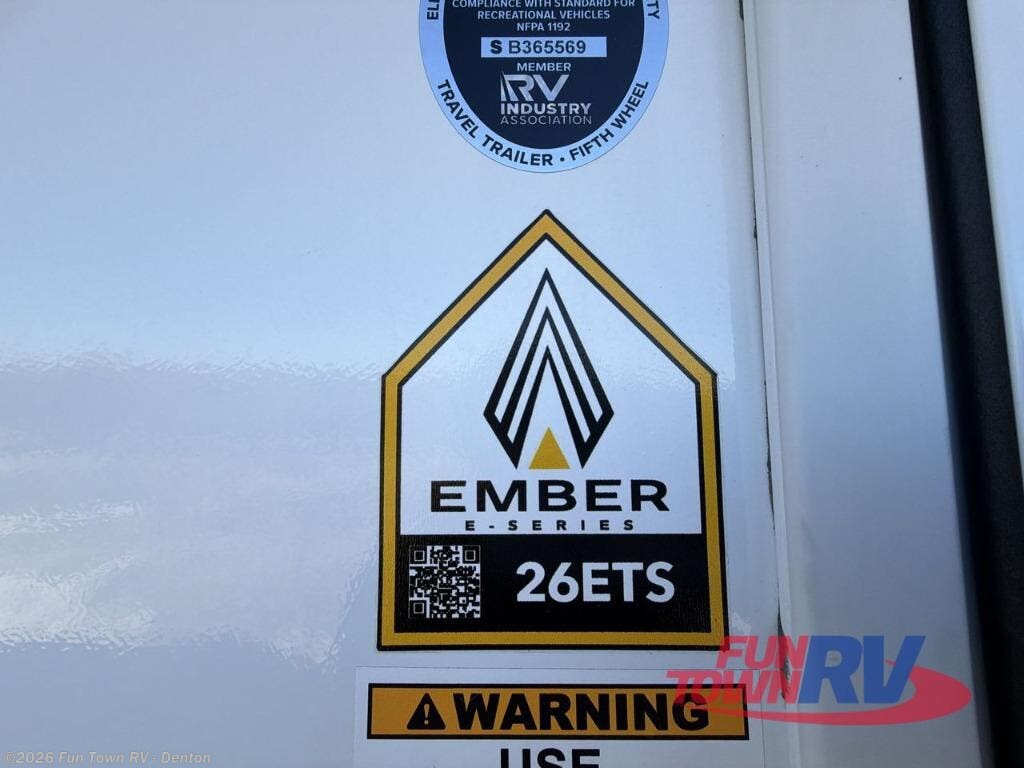 COMPLIANCE WITH STANDARD FOR
RECREATIONAL VEHICLES
NFPA 1192
S B365569
MEMBER
RV
INDUSTRY
ASSOCIATION
TRAVEL TRAILER • FIFTH WHEEL
EMBER
E-SERIES
26ETS
WARNING
USE
FUN
TOWN RV
©2026 Fun Town RV - Denton